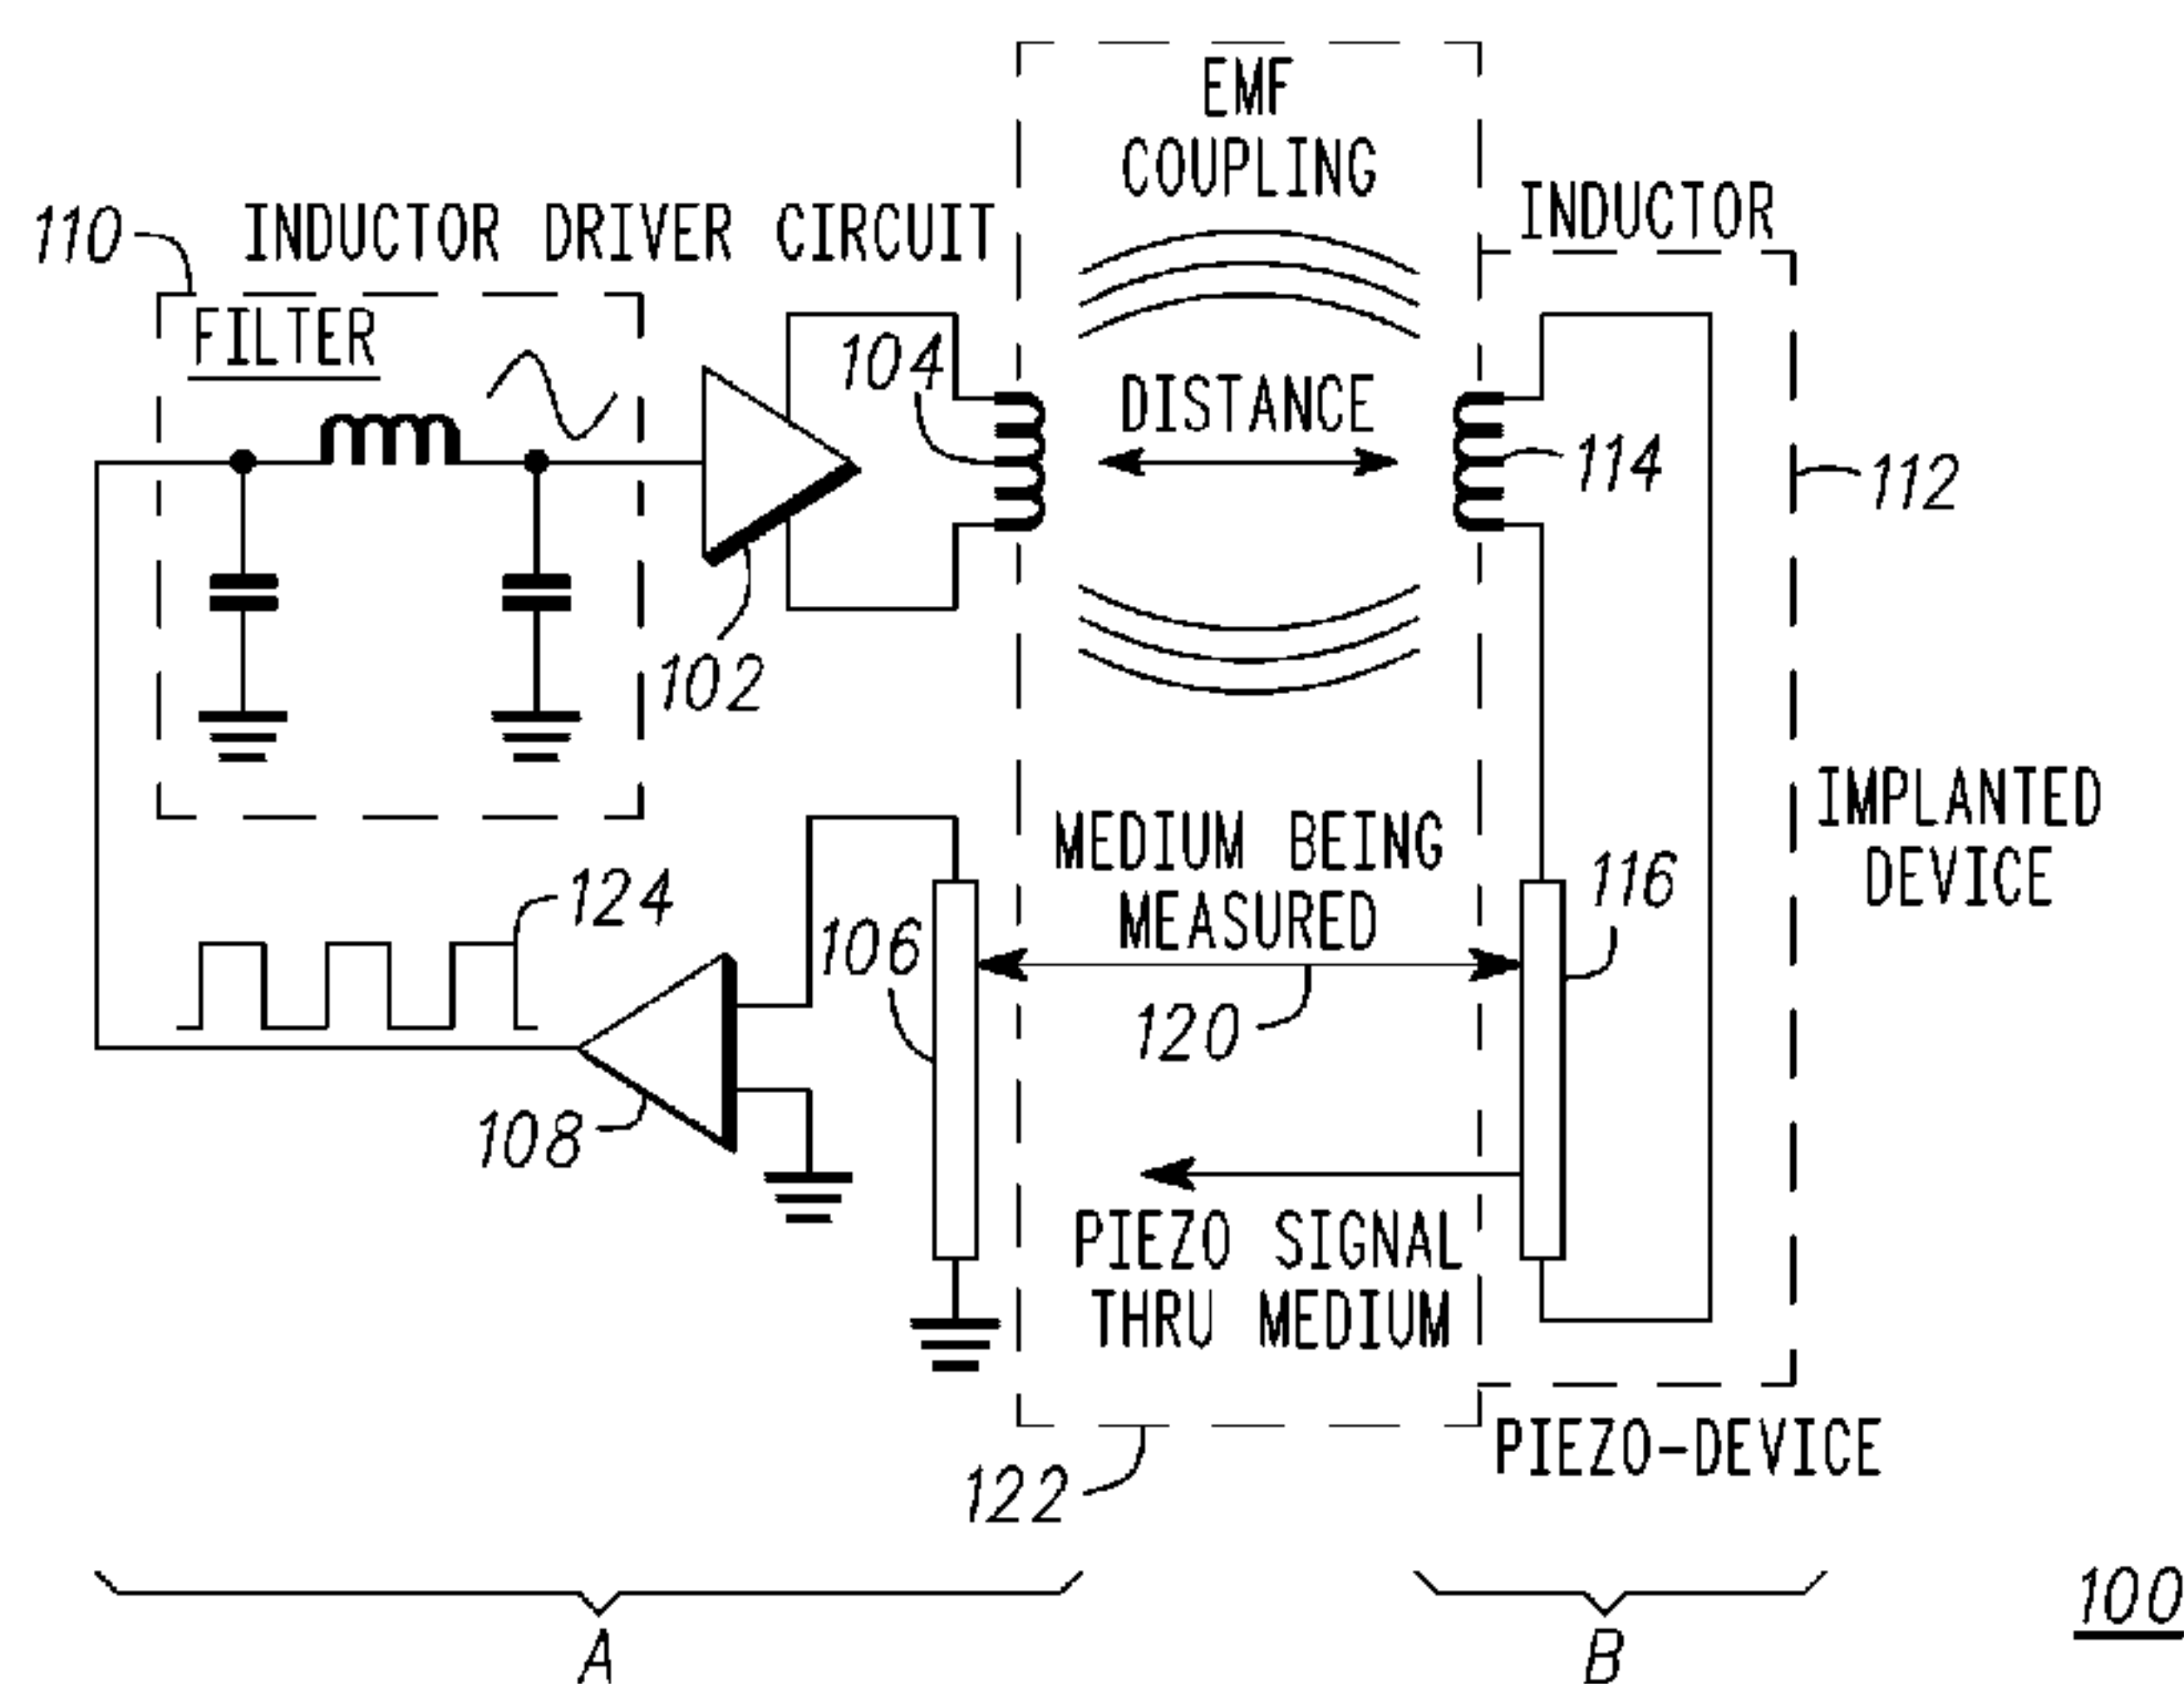 EMF
COUPLING
110
INDUCTOR DRIVER CIRCUIT
INDUCTOR
FILTER
104
DISTANCE
114
112
102
IMPLANTED
DEVICE
MEDIUM BEING
MEASURED
124
106
116
120
108
PIEZO SIGNAL
THRU MEDIUM
PIEZO-DEVICE
122
A
B
100